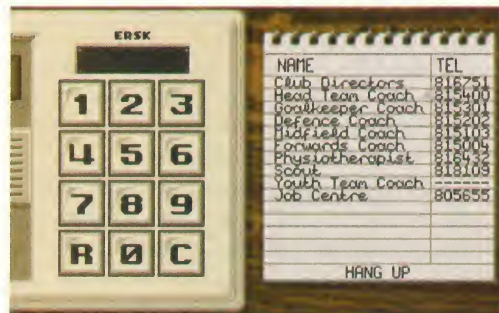 ERSK
1 2 3
4 5 6
7 8 9
R 0 C
NAME TEL
Club Directors 816751
Head Team Coach 815400
Goalkeeper Coach 815301
Defence Coach 815202
Midfield Coach 815103
Forwards Coach 815004
Physiotherapist 816432
Scout 818109
Youth Team Coach ------
Job Centre 805655
HANG UP